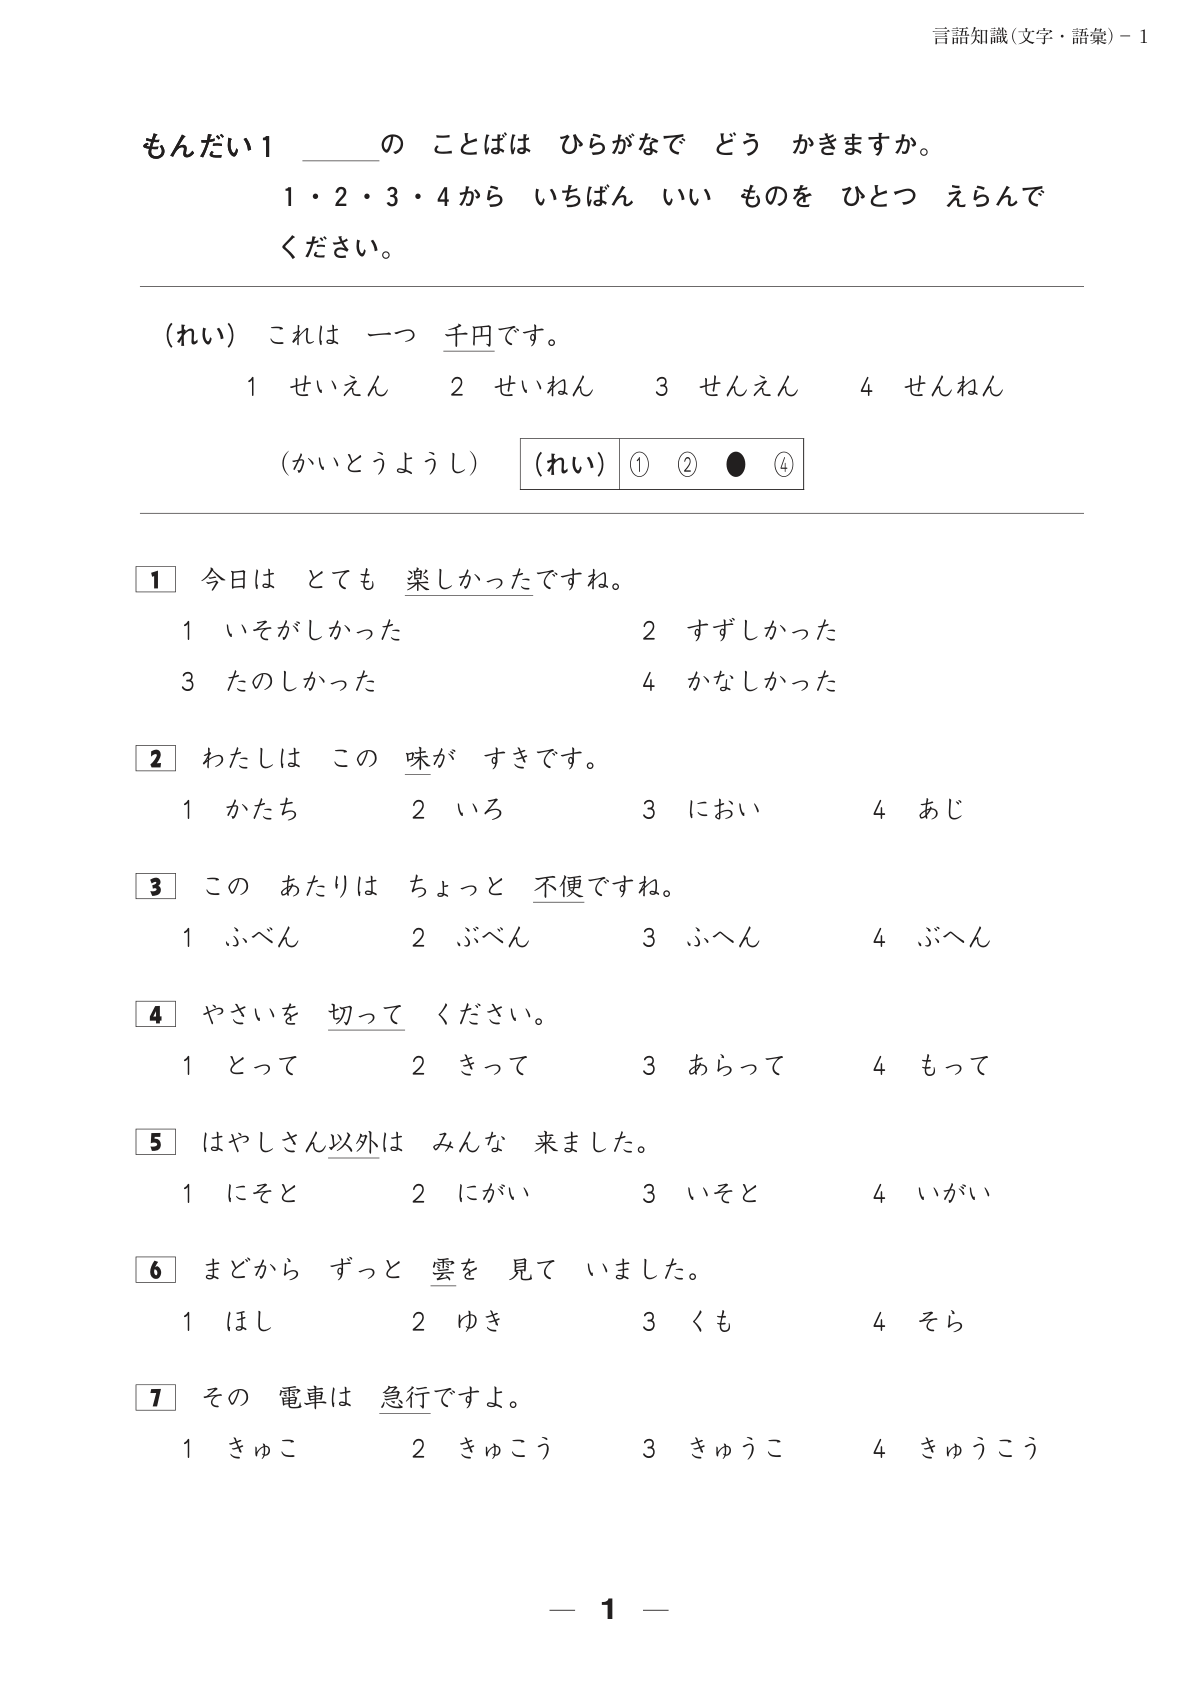 言語知識(文字・語彙)－ 1
もんだい1　＿＿＿の　ことばは　ひらがなで　どう　かきますか。
1・2・3・4から　いちばん　いい　ものを　ひとつ　えらんで
ください。
(れい)　これは　一つ　千円です。
1　せいえん　2　せいねん　3　せんえん　4　せんねん
(かいとうようし)　(れい)　①　②　●　④
1　今日は　とても　楽しかったですね。
1　いそがしかった　2　すずしかった
3　たのしかった　4　かなしかった
2　わたしは　この　味が　すきです。
1　かたち　2　いろ　3　におい　4　あじ
3　この　あたりは　ちょっと　不便ですね。
1　ふべん　2　ぶべん　3　ふへん　4　ぶへん
4　やさいを　切って　ください。
1　とって　2　きって　3　あらって　4　もって
5　はやしさん以外は　みんな　来ました。
1　にそと　2　にがい　3　いそと　4　いがい
6　まどから　ずっと　雲を　見て　いました。
1　ほし　2　ゆき　3　くも　4　そら
7　その　電車は　急行ですよ。
1　きゅこ　2　きゅこう　3　きゅうこ　4　きゅうこう
— 1 —